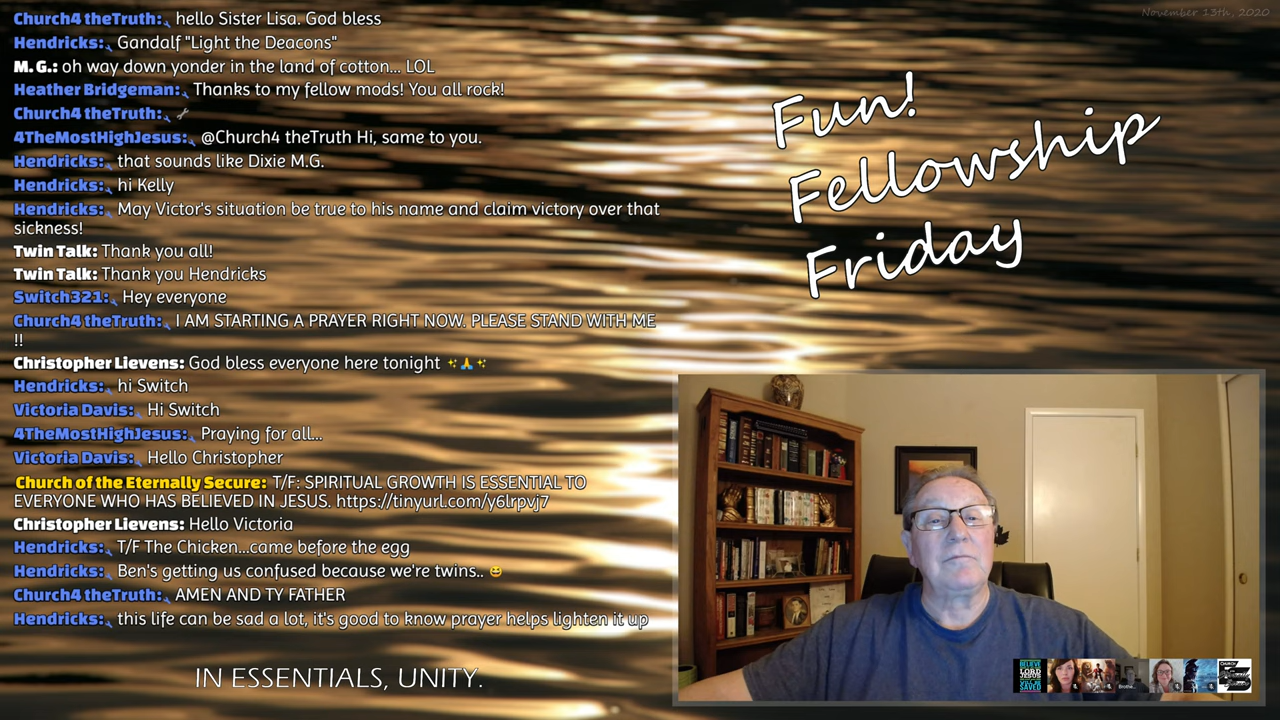 Church4 theTruth: hello Sister Lisa. God bless
Hendricks: Gandalf "Light the Deacons"
M. G.: oh way down yonder in the land of cotton... LOL
Heather Bridgeman: Thanks to my fellow mods! You all rock!
Church4 theTruth:
4TheMostHighJesus: @Church4 theTruth Hi, same to you.
Hendricks: that sounds like Dixie M.G.
Hendricks: hi Kelly
Hendricks: May Victor's situation be true to his name and claim victory over that
sickness!
Twin Talk: Thank you all!
Twin Talk: Thank you Hendricks
Switch321: Hey everyone
Church4 theTruth: I AM STARTING A PRAYER RIGHT NOW. PLEASE STAND WITH ME
!!
Christopher Lievens: God bless everyone here tonight ✨🙏✨
Hendricks: hi Switch
Victoria Davis: Hi Switch
4TheMostHighJesus: Praying for all...
Victoria Davis: Hello Christopher
Church of the Eternally Secure: T/F: SPIRITUAL GROWTH IS ESSENTIAL TO
EVERYONE WHO HAS BELIEVED IN JESUS. https://tinyurl.com/y6lrpvj7
Christopher Lievens: Hello Victoria
Hendricks: T/F The Chicken...came before the egg
Hendricks: Ben's getting us confused because we're twins.. 😄
Church4 theTruth: AMEN AND TY FATHER
Hendricks: this life can be sad a lot, it's good to know prayer helps lighten it up
IN ESSENTIALS, UNITY.
November 13th, 2020
Fun!
Fellowship
Friday
BELIEVE
LORD
JESUS
SAVED
Brothe...
CHURCH